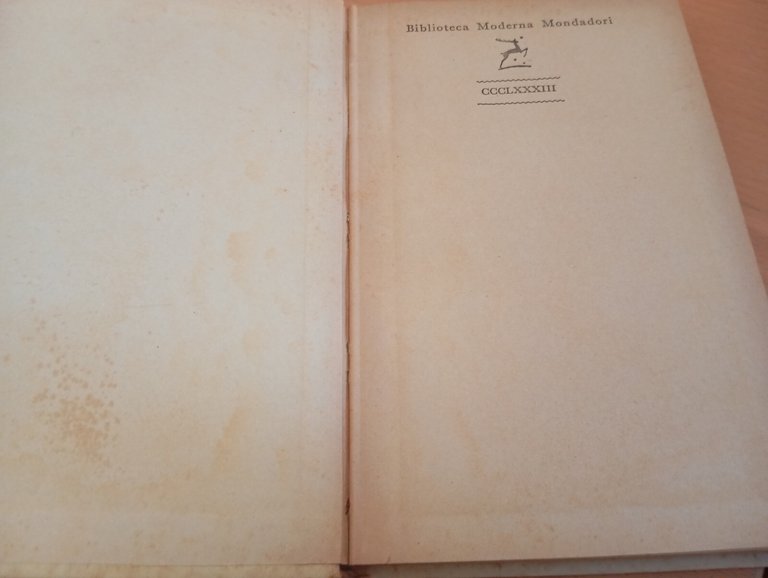 Biblioteca Moderna Mondadori
CCCLXXXIII